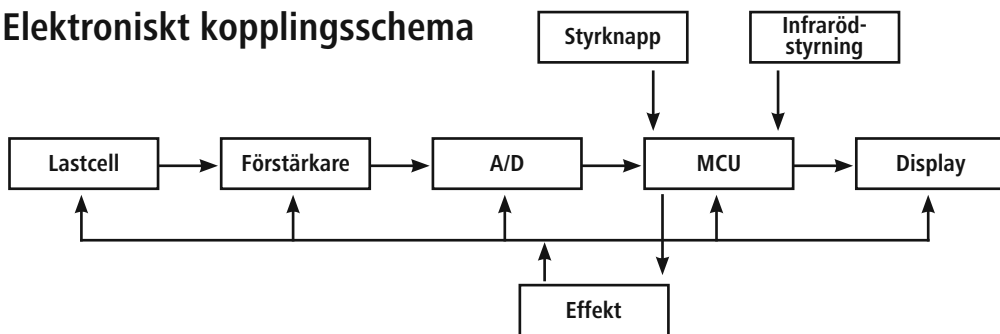 Elektroniskt kopplingsschema
Styrknapp
Infraröd-
styrning
Lastcell
Förstärkare
A/D
MCU
Display
Effekt